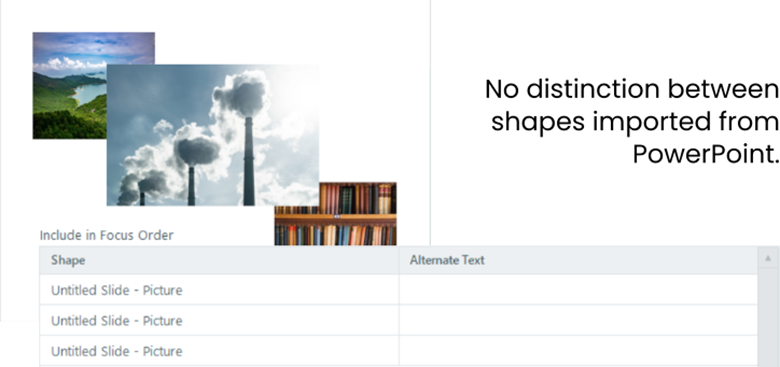 No distinction between
shapes imported from
PowerPoint.
Include in Focus Order
Shape Alternate Text
Untitled Slide - Picture
Untitled Slide - Picture
Untitled Slide - Picture